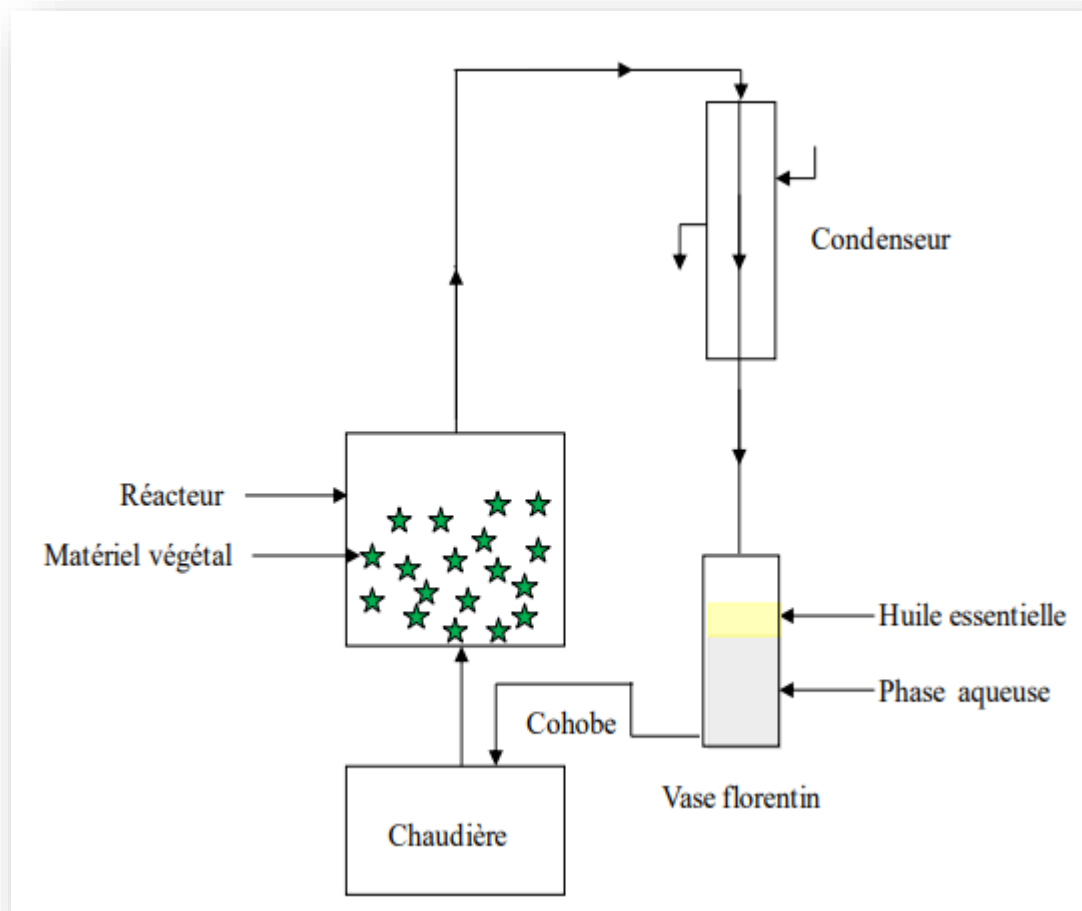 Condenseur
Réacteur
Matériel végétal
Huile essentielle
Phase aqueuse
Cohobe
Vase florentin
Chaudière